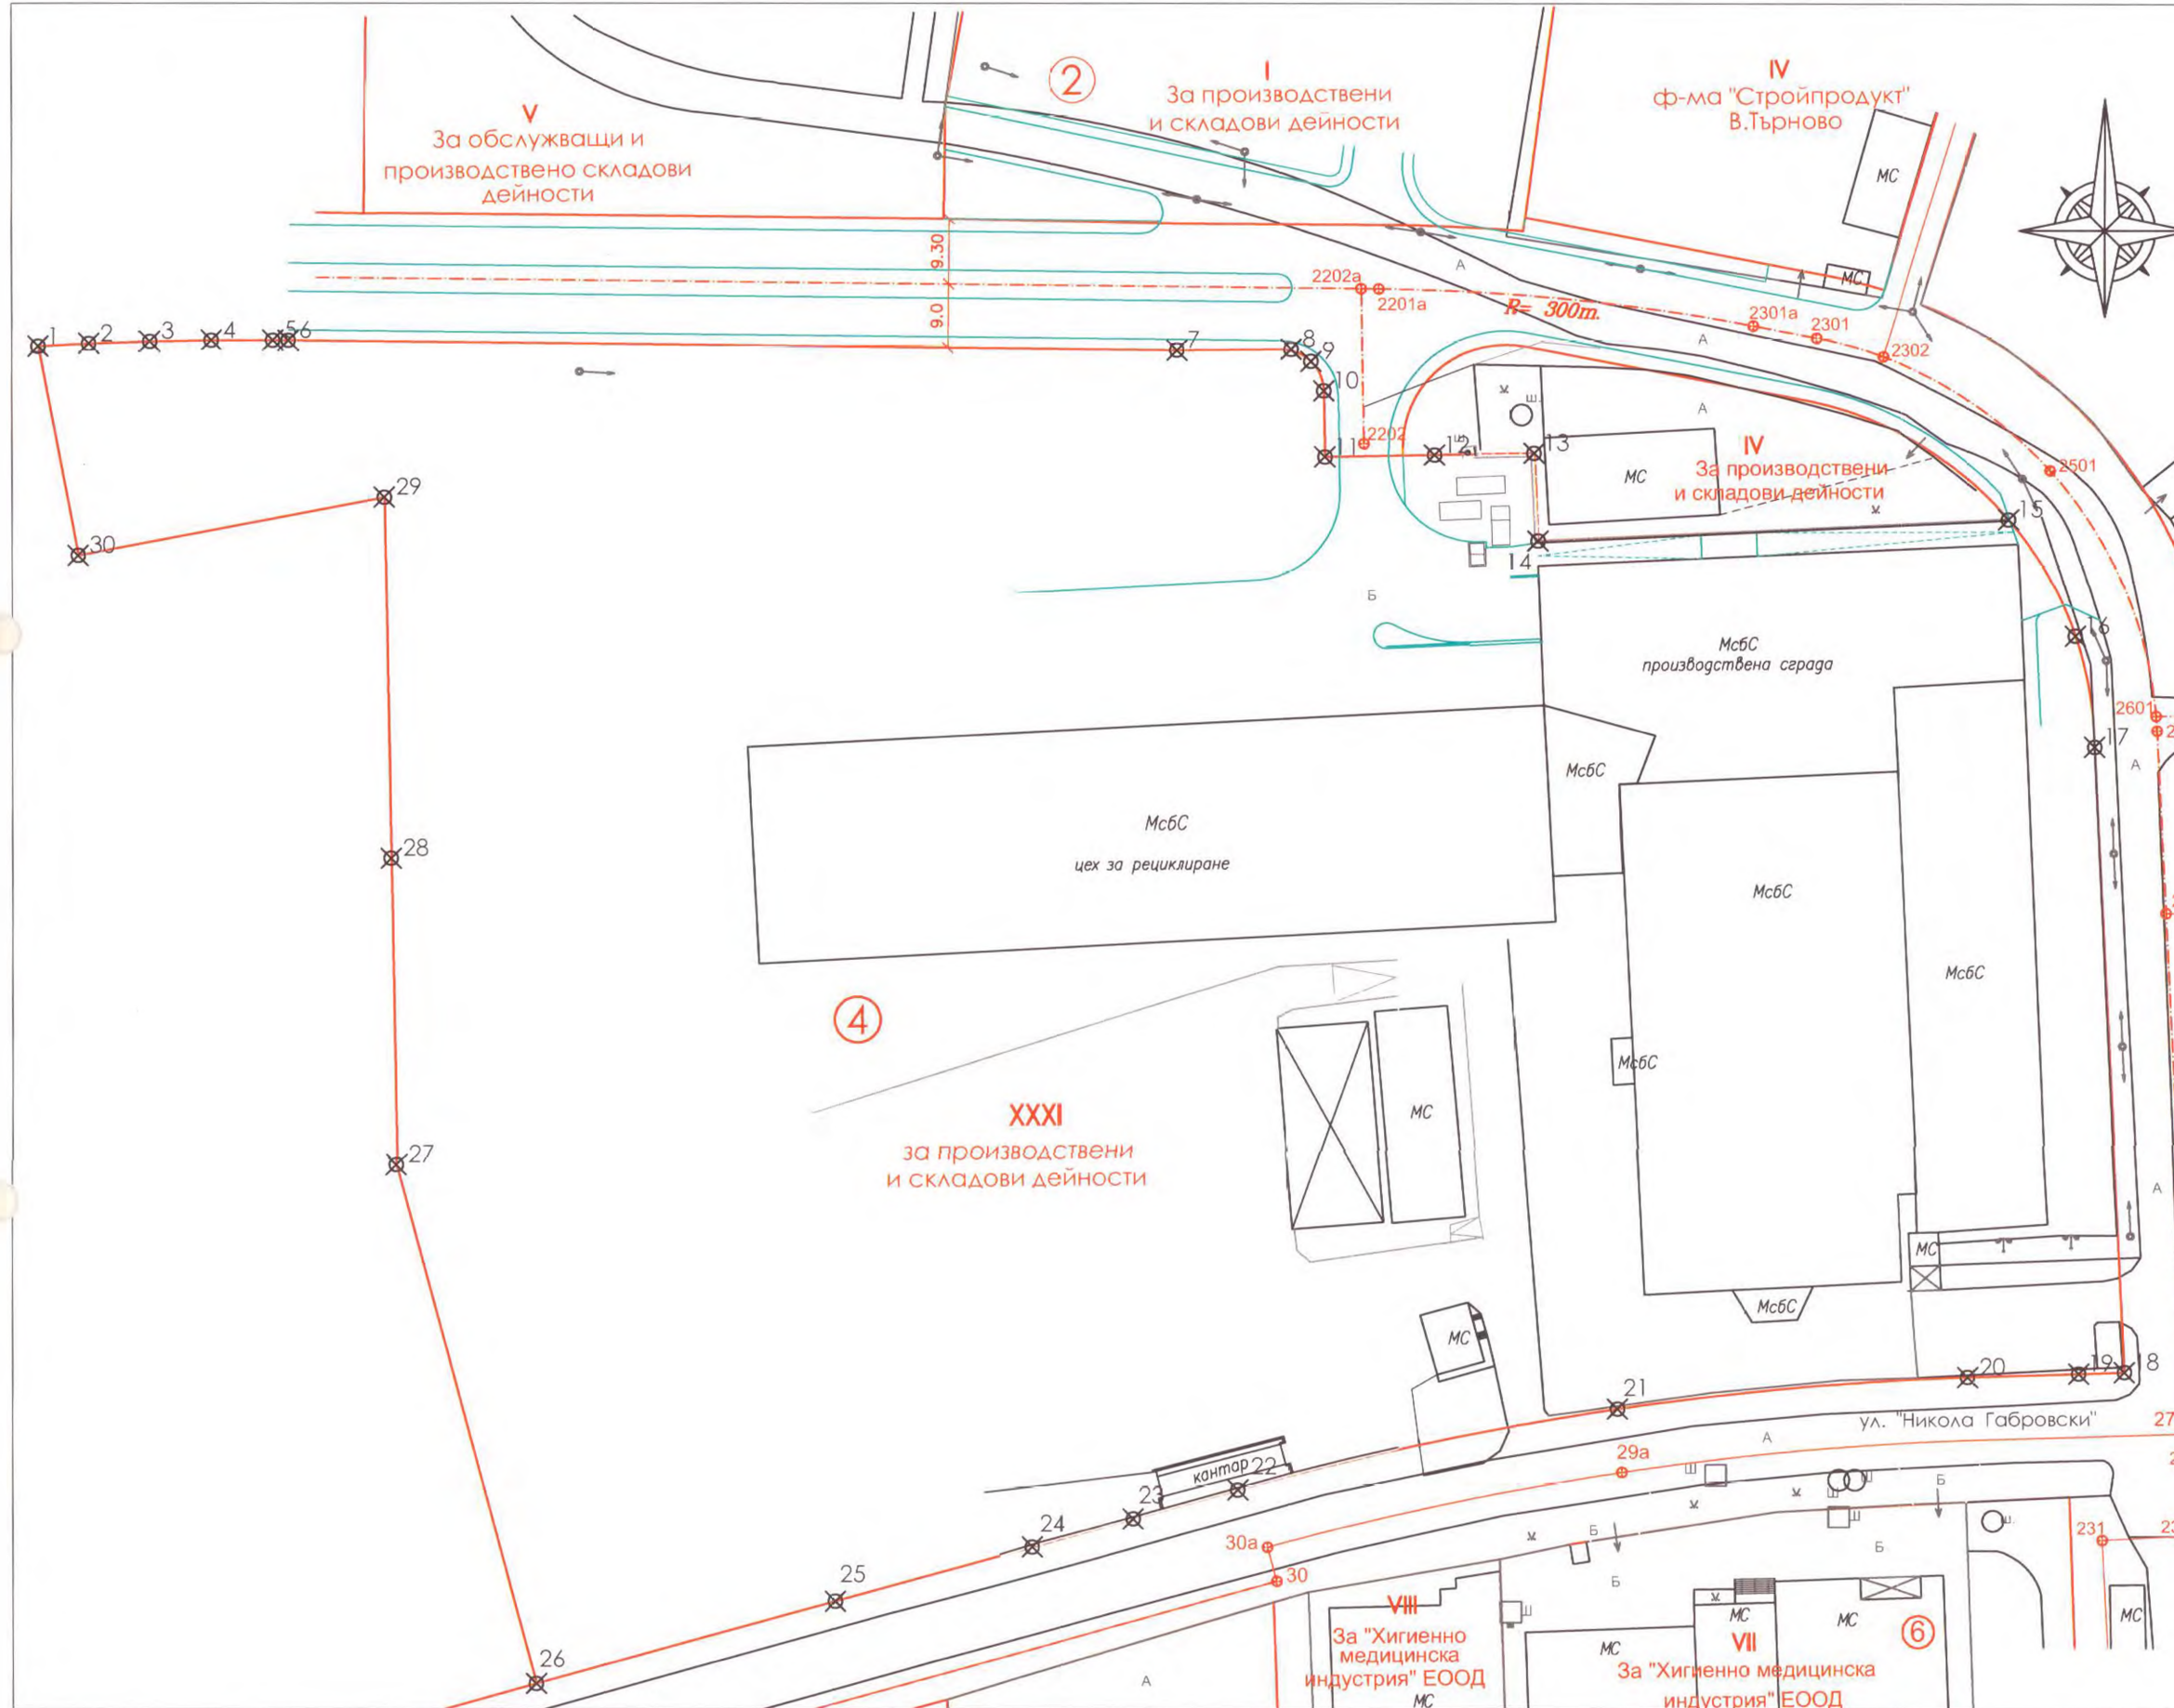 V
За обслужващи и
производствено складови
дейности
2
I
За производствени
и складови дейности
IV
ф-ма "Стройпродукт"
В.Търново
МС
МС
9.30
9.0
2202а
2201а
R= 300m.
А
2301а
2301
2302
А
1
2
3
4
5
6
7
8
9
10
11
2202
12
Ш
13
к
Ш.
А
IV
За производствени
и складови дейности
МС
к
2501
15
14
29
30
Б
16
МсбС
производствена сграда
2601
17
А
МсбС
МсбС
цех за рециклиране
28
МсбС
МсбС
4
МсбС
XXXI
за производствени
и складови дейности
МС
27
А
МС
МсбС
МС
20
19
18
21
ул. "Никола Габровски"
27
А
29а
кантар
22
23
24
25
26
30а
30
Ш
к
к
Ш
Ш
Ш
Б
к
Б
Б
Б
Ш.
231
VIII
За "Хигиенно
медицинска
индустрия" ЕООД
МС
Ш
МС
к
МС
VII
МС
6
За "Хигиенно медицинска
индустрия" ЕООД
МС
А